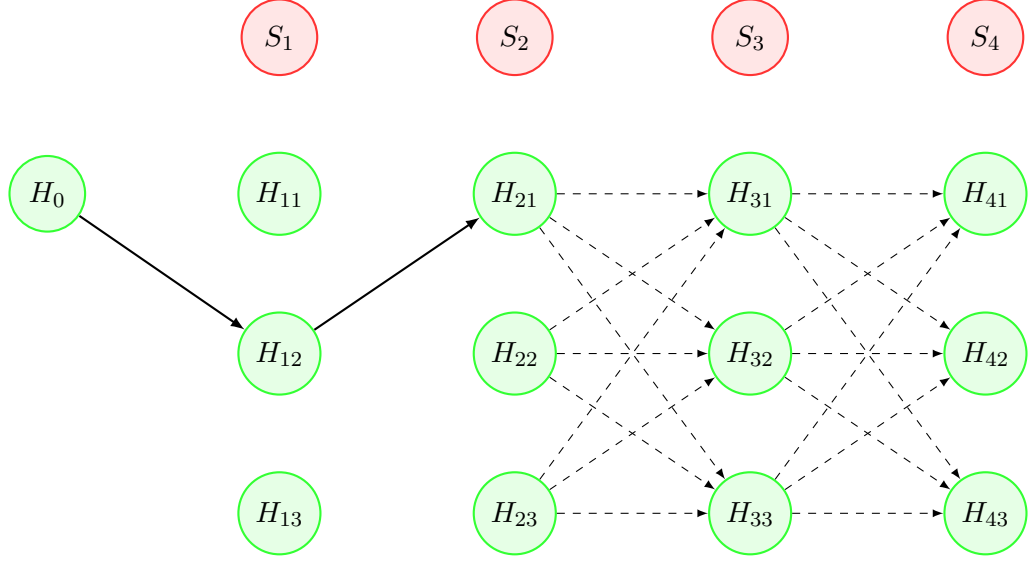 S₁ S₂ S₃ S₄
H₀ H₁₁ H₂₁ H₃₁ H₄₁
H₁₂ H₂₂ H₃₂ H₄₂
H₁₃ H₂₃ H₃₃ H₄₃